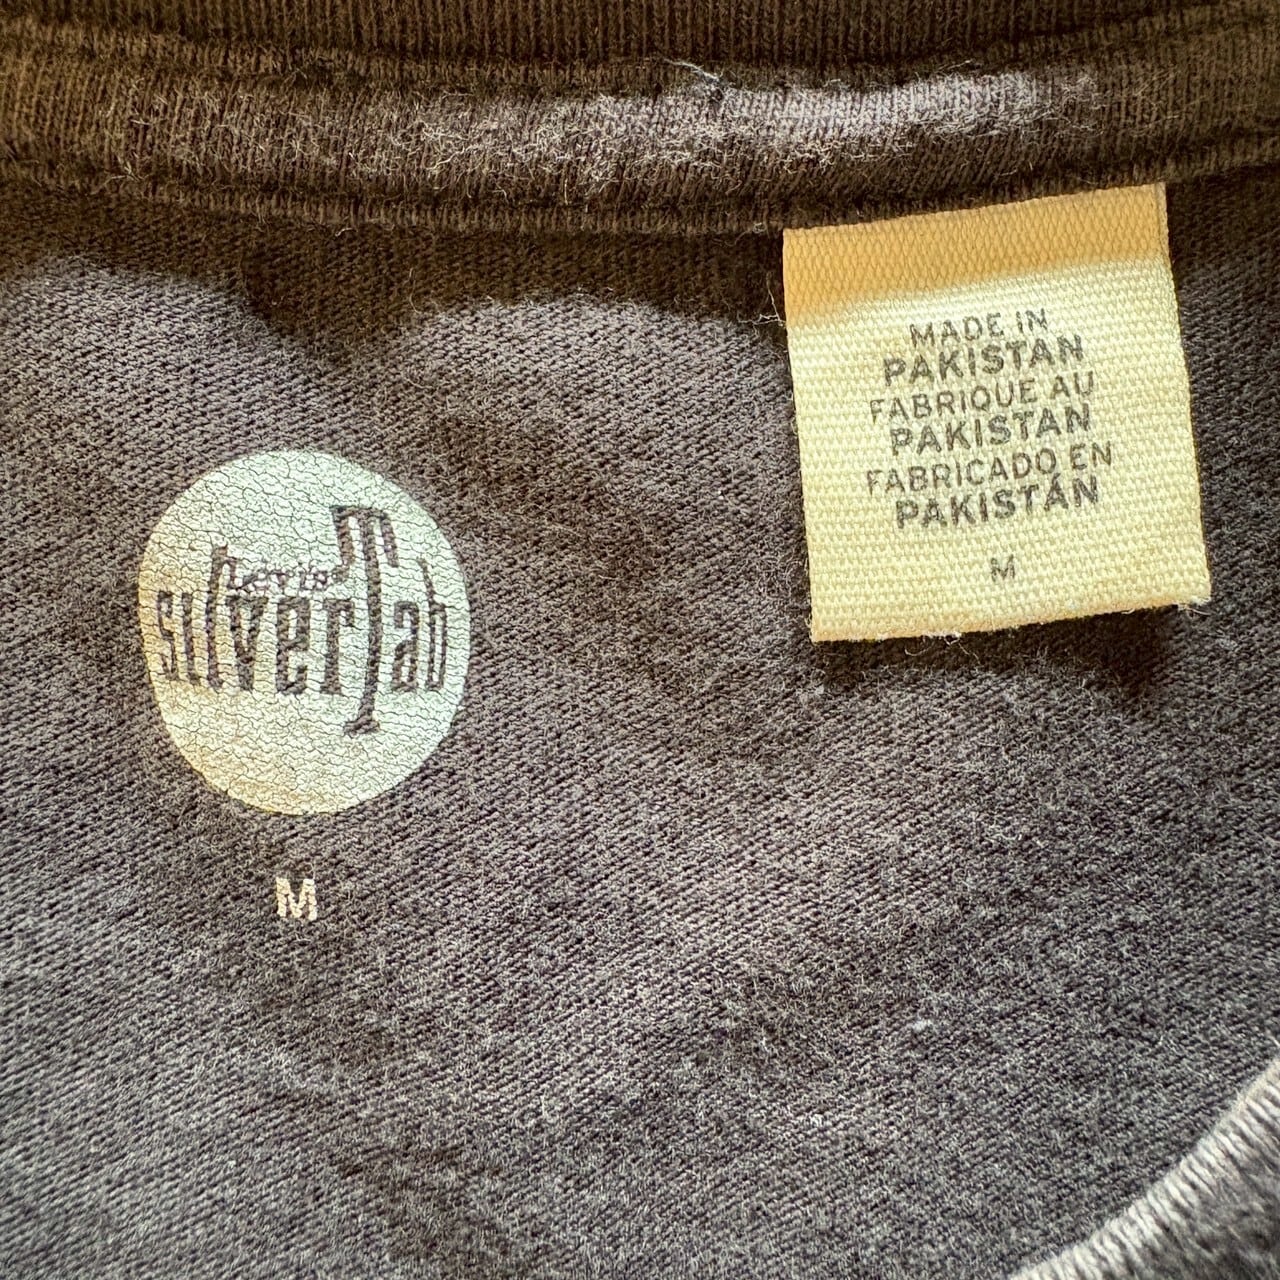 Levi's
silverTab
M
MADE IN
PAKISTAN
FABRIQUE AU
PAKISTAN
FABRICADO EN
PAKISTÁN
M